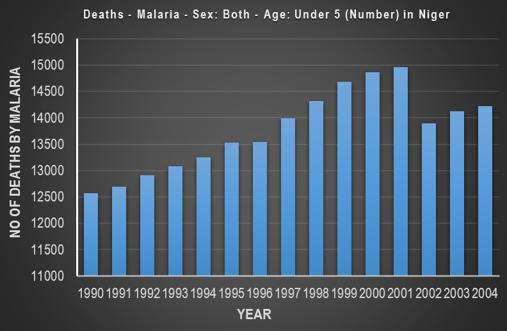 Deaths - Malaria - Sex: Both - Age: Under 5 (Number) in Niger
NO OF DEATHS BY MALARIA
15500
15000
14500
14000
13500
13000
12500
12000
11500
11000
1990 1991 1992 1993 1994 1995 1996 1997 1998 1999 2000 2001 2002 2003 2004
YEAR